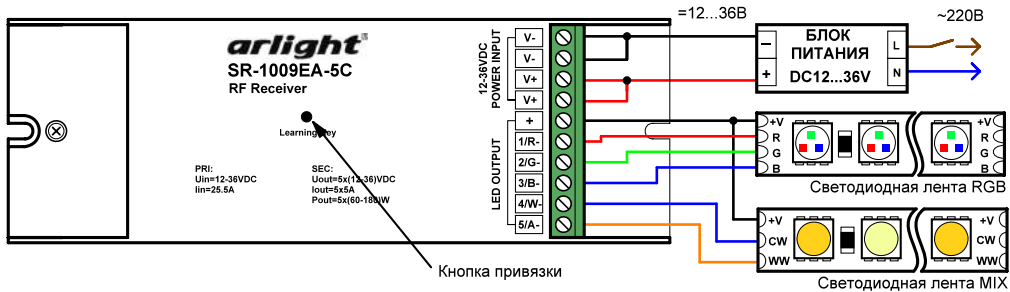 arlight®
SR-1009EA-5C
RF Receiver
Learning Key
PRI:
Uin=12-36VDC
Iin=25.5A
SEC:
Uout=5x(12-36)VDC
Iout=5x5A
Pout=5x(60-180)W
Кнопка привязки
12-36VDC
POWER INPUT
V-
V-
V+
V+
LED OUTPUT
+
1/R-
2/G-
3/B-
4/W-
5/A-
=12...36В
БЛОК
ПИТАНИЯ
DC12...36V
–
+
L
N
~220В
+V
R
G
B
+V
R
G
B
Светодиодная лента RGB
+V
CW
WW
+V
CW
WW
Светодиодная лента MIX